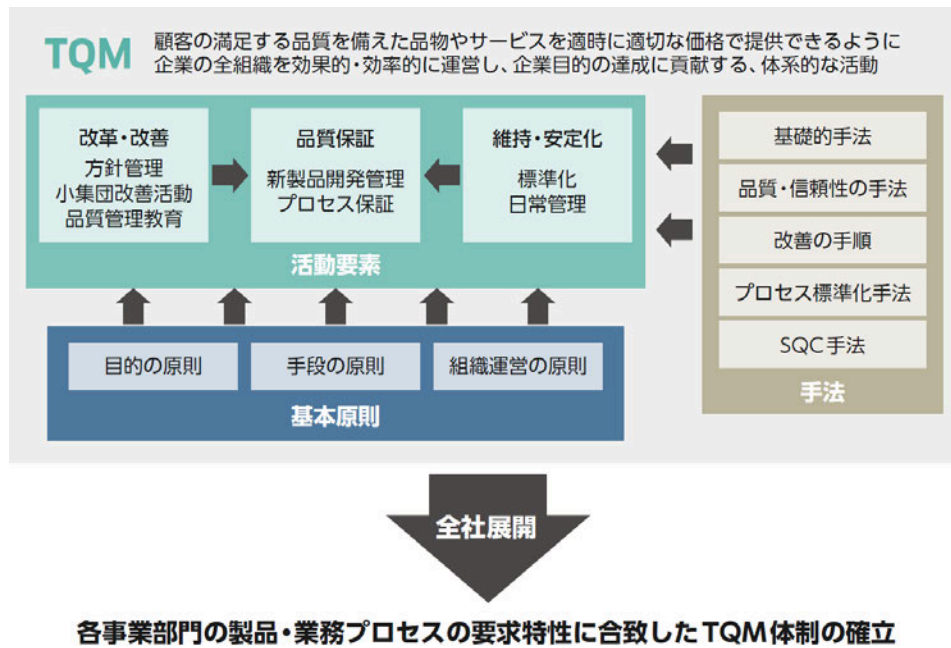 TQM
顧客の満足する品質を備えた品物やサービスを適時に適切な価格で提供できるように
企業の全組織を効果的・効率的に運営し、企業目的の達成に貢献する、体系的な活動
改革・改善
方針管理
小集団改善活動
品質管理教育
品質保証
新製品開発管理
プロセス保証
維持・安定化
標準化
日常管理
活動要素
目的の原則
手段の原則
組織運営の原則
基本原則
基礎的手法
品質・信頼性の手法
改善の手順
プロセス標準化手法
SQC手法
手法
全社展開
各事業部門の製品・業務プロセスの要求特性に合致したTQM体制の確立